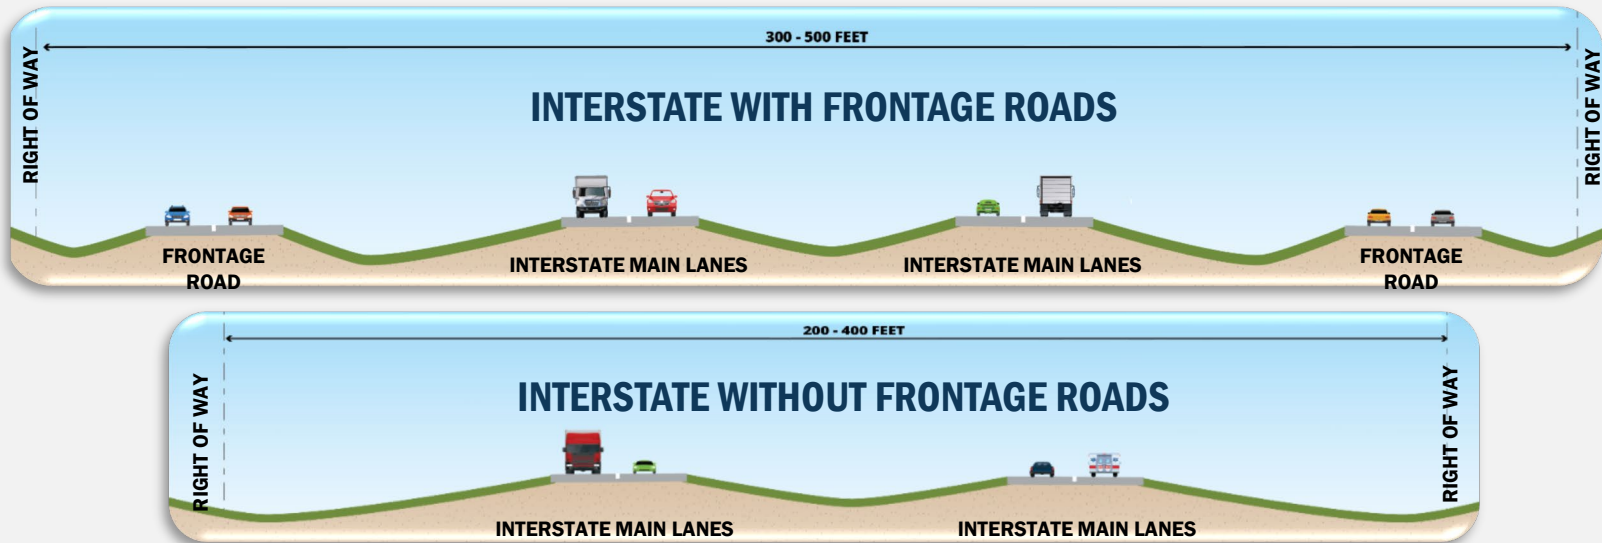 300 - 500 FEET
RIGHT OF WAY
INTERSTATE WITH FRONTAGE ROADS
RIGHT OF WAY
FRONTAGE
ROAD
INTERSTATE MAIN LANES
INTERSTATE MAIN LANES
FRONTAGE
ROAD
200 - 400 FEET
RIGHT OF WAY
INTERSTATE WITHOUT FRONTAGE ROADS
RIGHT OF WAY
INTERSTATE MAIN LANES
INTERSTATE MAIN LANES